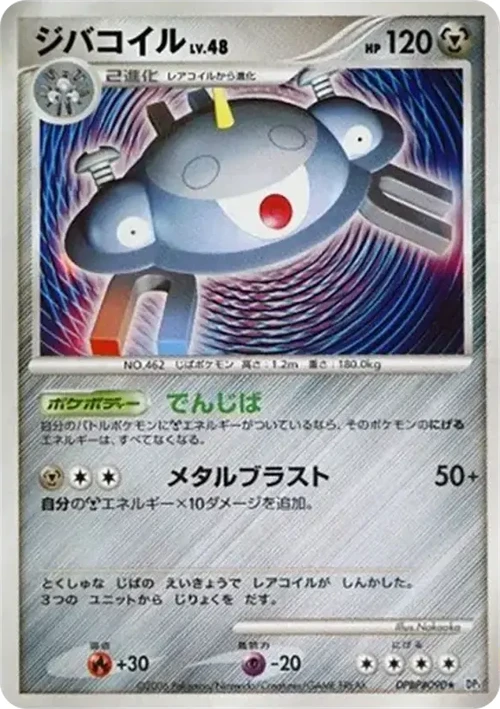 ジバコイル LV.48 HP 120
2進化 レアコイルから進化
NO.462 じばポケモン 高さ：1.2m 重さ：180.0kg
ポケボディー でんじば
自分のバトルポケモンにエネルギーがついているなら、そのポケモンのにげる
エネルギーは、すべてなくなる。
メタルブラスト 50+
自分のエネルギー×10ダメージを追加。
とくしゅな じばの えいきょうで レアコイルが しんかした。
3つの ユニットから じりょくを だす。
Illus. Nakaoka
弱点 抵抗力 にげる
+30 -20
©2006 Pokémon/Nintendo/Creatures/GAME FREAK. DPBP#090★ DP1